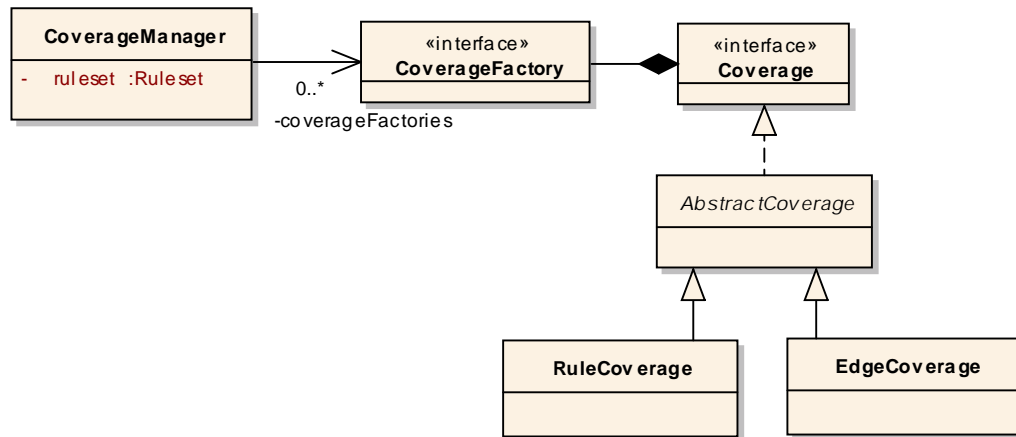 CoverageManager
- ruleset :Ruleset
0..*
-coverageFactories
«interface»
CoverageFactory
«interface»
Coverage
AbstractCoverage
RuleCoverage
EdgeCoverage